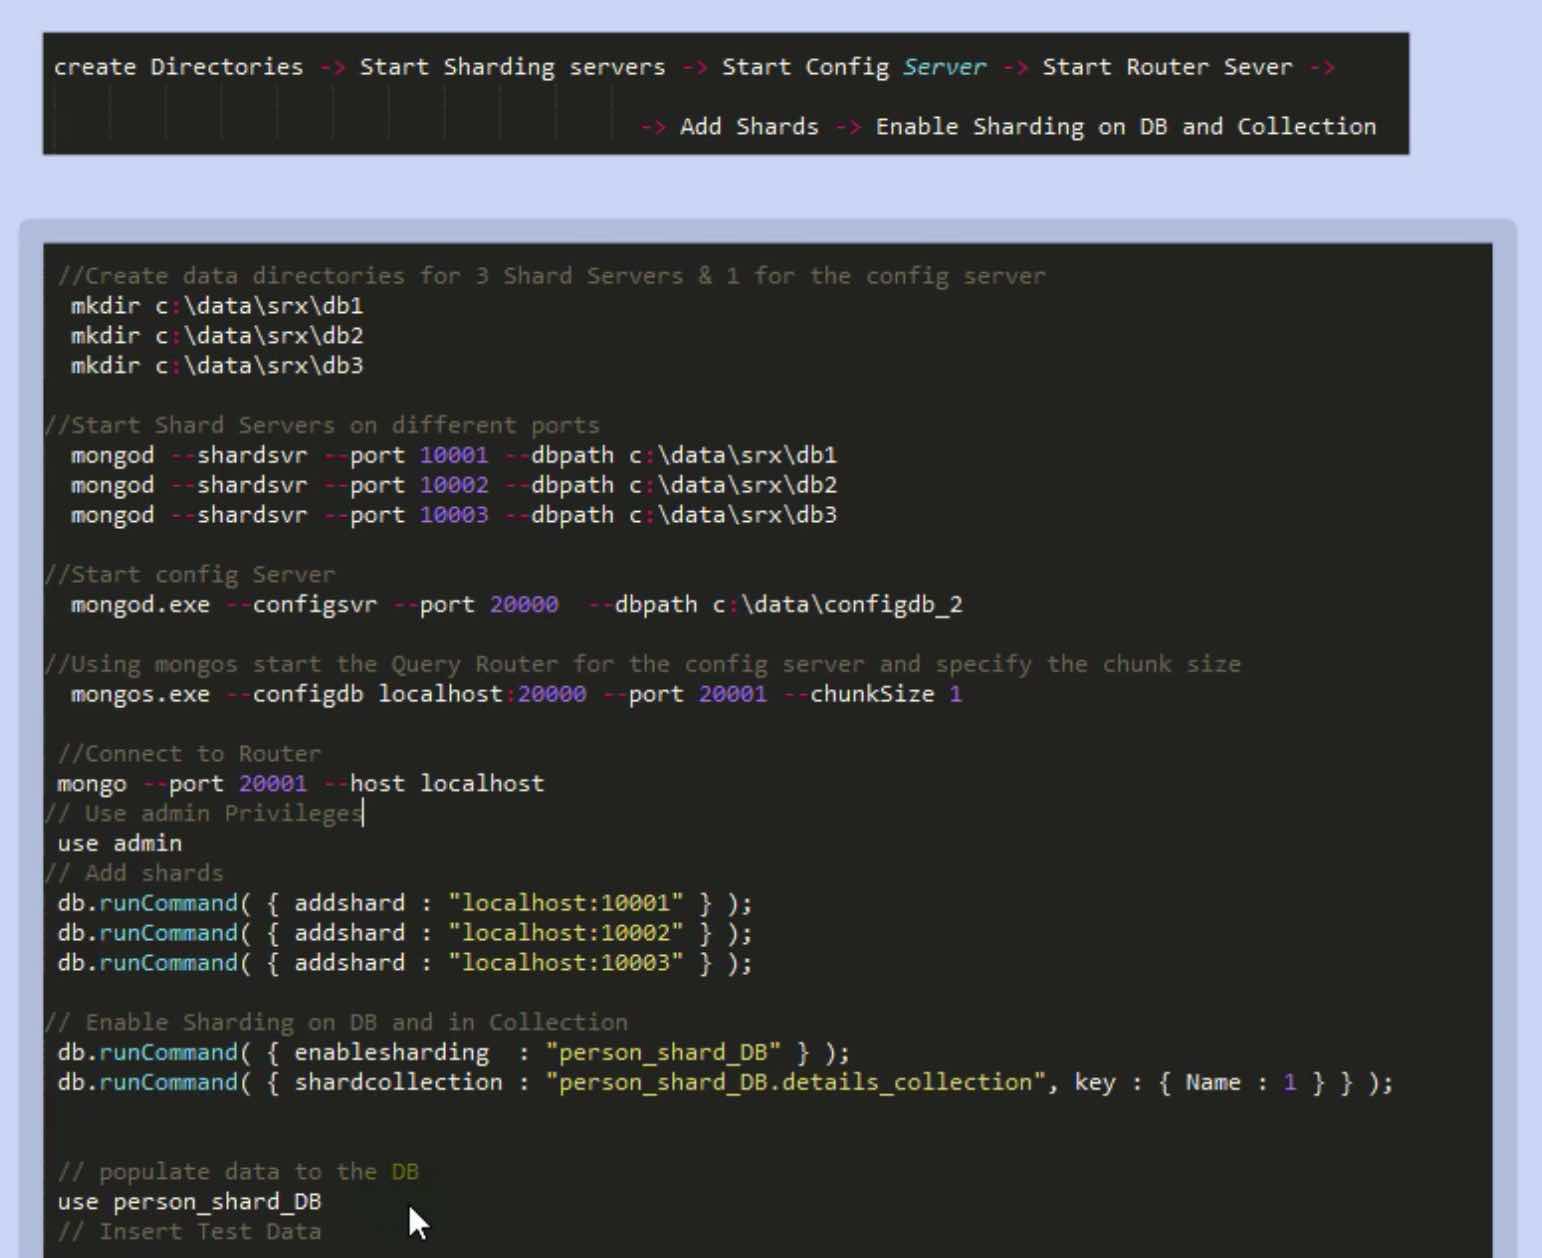 create Directories -> Start Sharding servers -> Start Config Server -> Start Router Sever ->
-> Add Shards -> Enable Sharding on DB and Collection
//Create data directories for 3 Shard Servers & 1 for the config server
mkdir c:\data\srx\db1
mkdir c:\data\srx\db2
mkdir c:\data\srx\db3
//Start Shard Servers on different ports
mongod --shardsvr --port 10001 --dbpath c:\data\srx\db1
mongod --shardsvr --port 10002 --dbpath c:\data\srx\db2
mongod --shardsvr --port 10003 --dbpath c:\data\srx\db3
//Start config Server
mongod.exe --configsvr --port 20000  --dbpath c:\data\configdb_2
//Using mongos start the Query Router for the config server and specify the chunk size
mongos.exe --configdb localhost:20000 --port 20001 --chunkSize 1
//Connect to Router
mongo --port 20001 --host localhost
// Use admin Privileges
use admin
// Add shards
db.runCommand( { addshard : "localhost:10001" } );
db.runCommand( { addshard : "localhost:10002" } );
db.runCommand( { addshard : "localhost:10003" } );
// Enable Sharding on DB and in Collection
db.runCommand( { enablesharding  : "person_shard_DB" } );
db.runCommand( { shardcollection : "person_shard_DB.details_collection", key : { Name : 1 } } );
// populate data to the DB
use person_shard_DB
// Insert Test Data